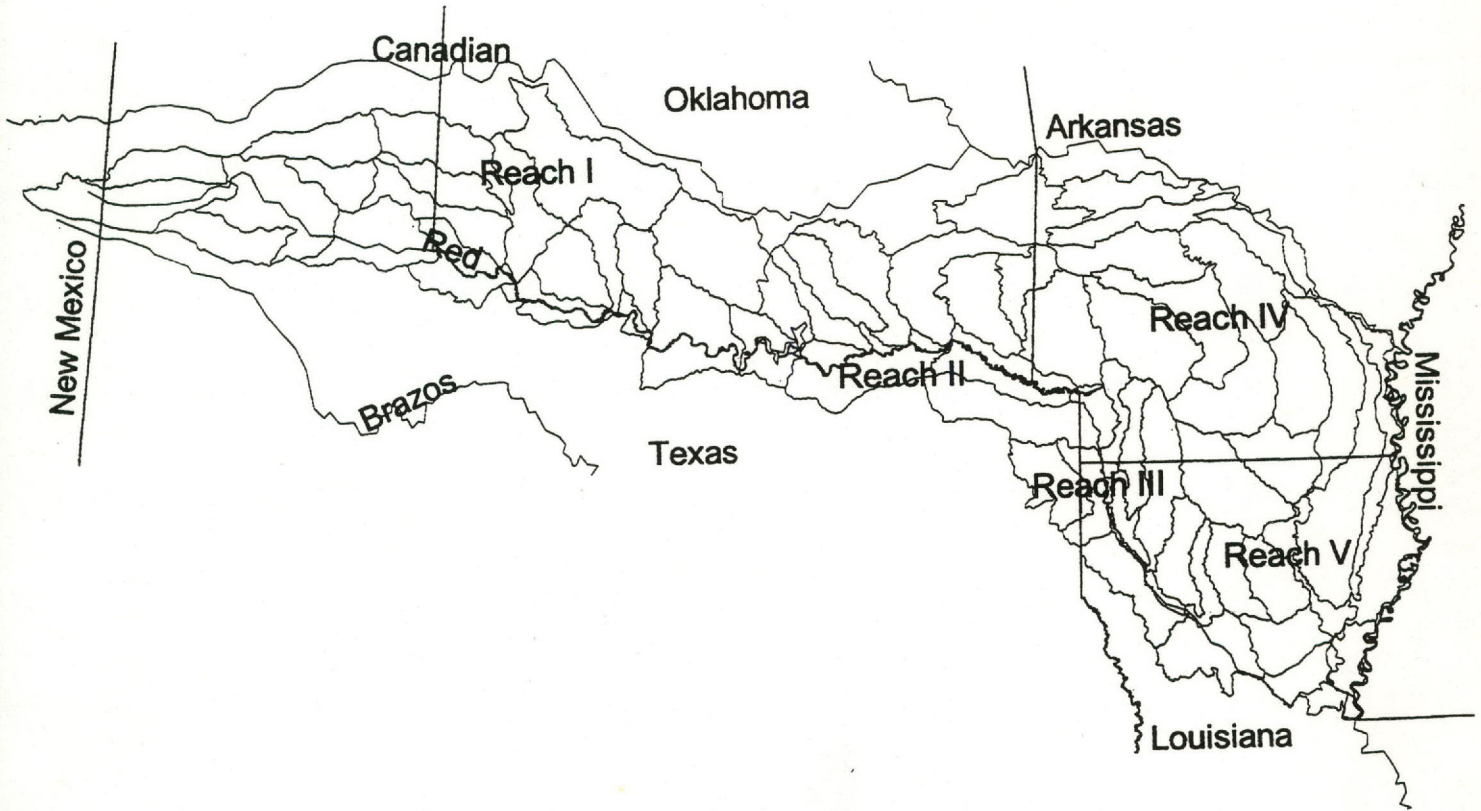 Canadian
Oklahoma
Arkansas
Reach I
Red
New Mexico
Reach IV
Reach II
Brazos
Mississippi
Texas
Reach III
Reach V
Louisiana